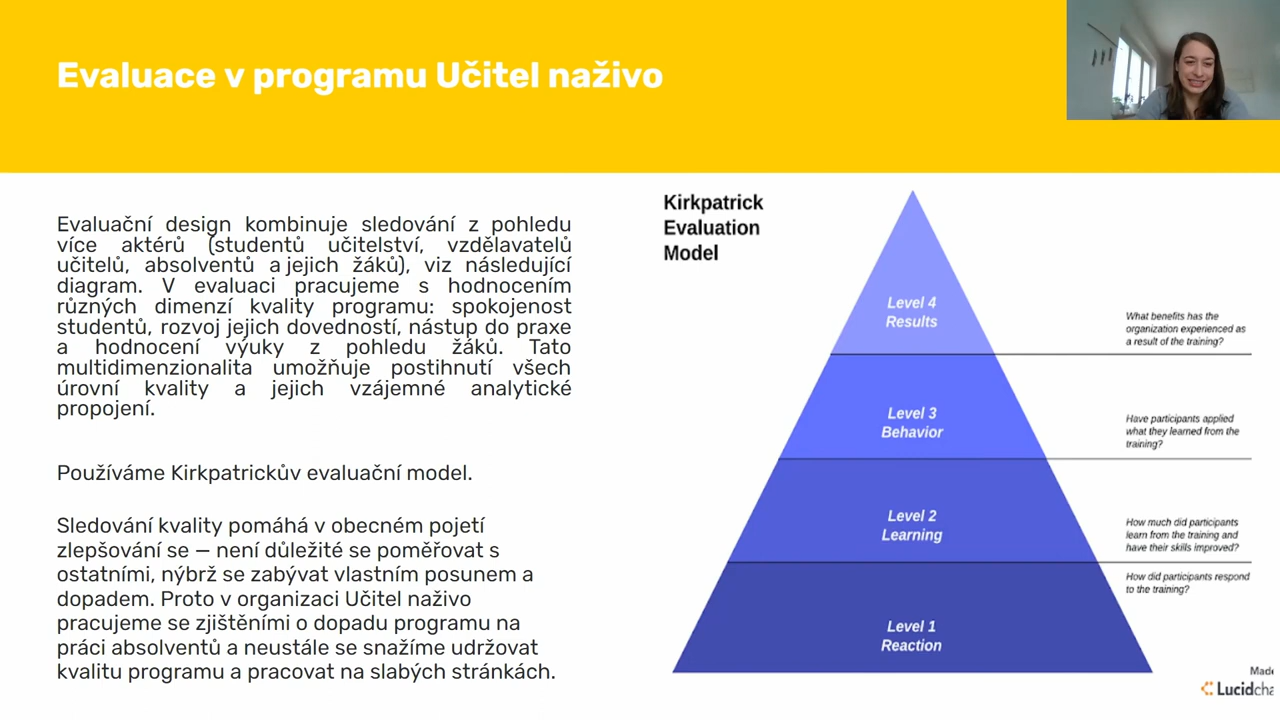 Evaluace v programu Učitel naživo
Evaluační design kombinuje sledování z pohledu
více aktérů (studentů učitelství, vzdělavatelů
učitelů, absolventů a jejich žáků), viz následující
diagram. V evaluaci pracujeme s hodnocením
různých dimenzí kvality programu: spokojenost
studentů, rozvoj jejich dovedností, nástup do praxe
a hodnocení výuky z pohledu žáků. Tato
multidimenzionalita umožňuje postihnutí všech
úrovní kvality a jejich vzájemné analytické
propojení.
Používáme Kirkpatrickův evaluační model.
Sledování kvality pomáhá v obecném pojetí
zlepšování se – není důležité se poměřovat s
ostatními, nýbrž se zabývat vlastním posunem a
dopadem. Proto v organizaci Učitel naživo
pracujeme se zjištěními o dopadu programu na
práci absolventů a neustále se snažíme udržovat
kvalitu programu a pracovat na slabých stránkách.
Kirkpatrick
Evaluation
Model
Level 4
Results
What benefits has the
organization experienced as
a result of the training?
Level 3
Behavior
Have participants applied
what they learned from the
training?
Level 2
Learning
How much did participants
learn from the training and
have their skills improved?
How did participants respond
to the training?
Level 1
Reaction
Made
Lucidcha